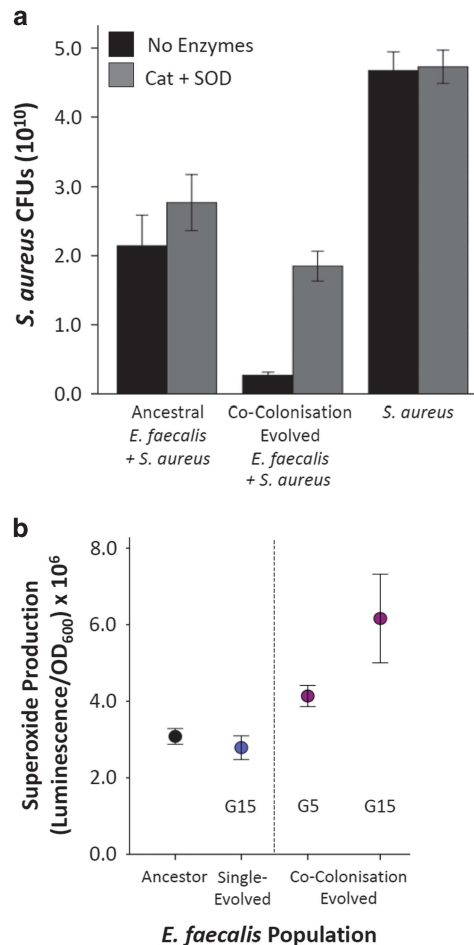 a
S. aureus CFUs (10¹⁰)
5.0
4.0
3.0
2.0
1.0
0.0
No Enzymes
Cat + SOD
Ancestral
E. faecalis
+ S. aureus
Co-Colonisation
Evolved
E. faecalis
+ S. aureus
S. aureus
b
Superoxide Production
(Luminescence/OD₆₀₀) x 10⁶
8.0
6.0
4.0
2.0
0.0
G15
G5
G15
Ancestor
Single-
Evolved
Co-Colonisation
Evolved
E. faecalis Population